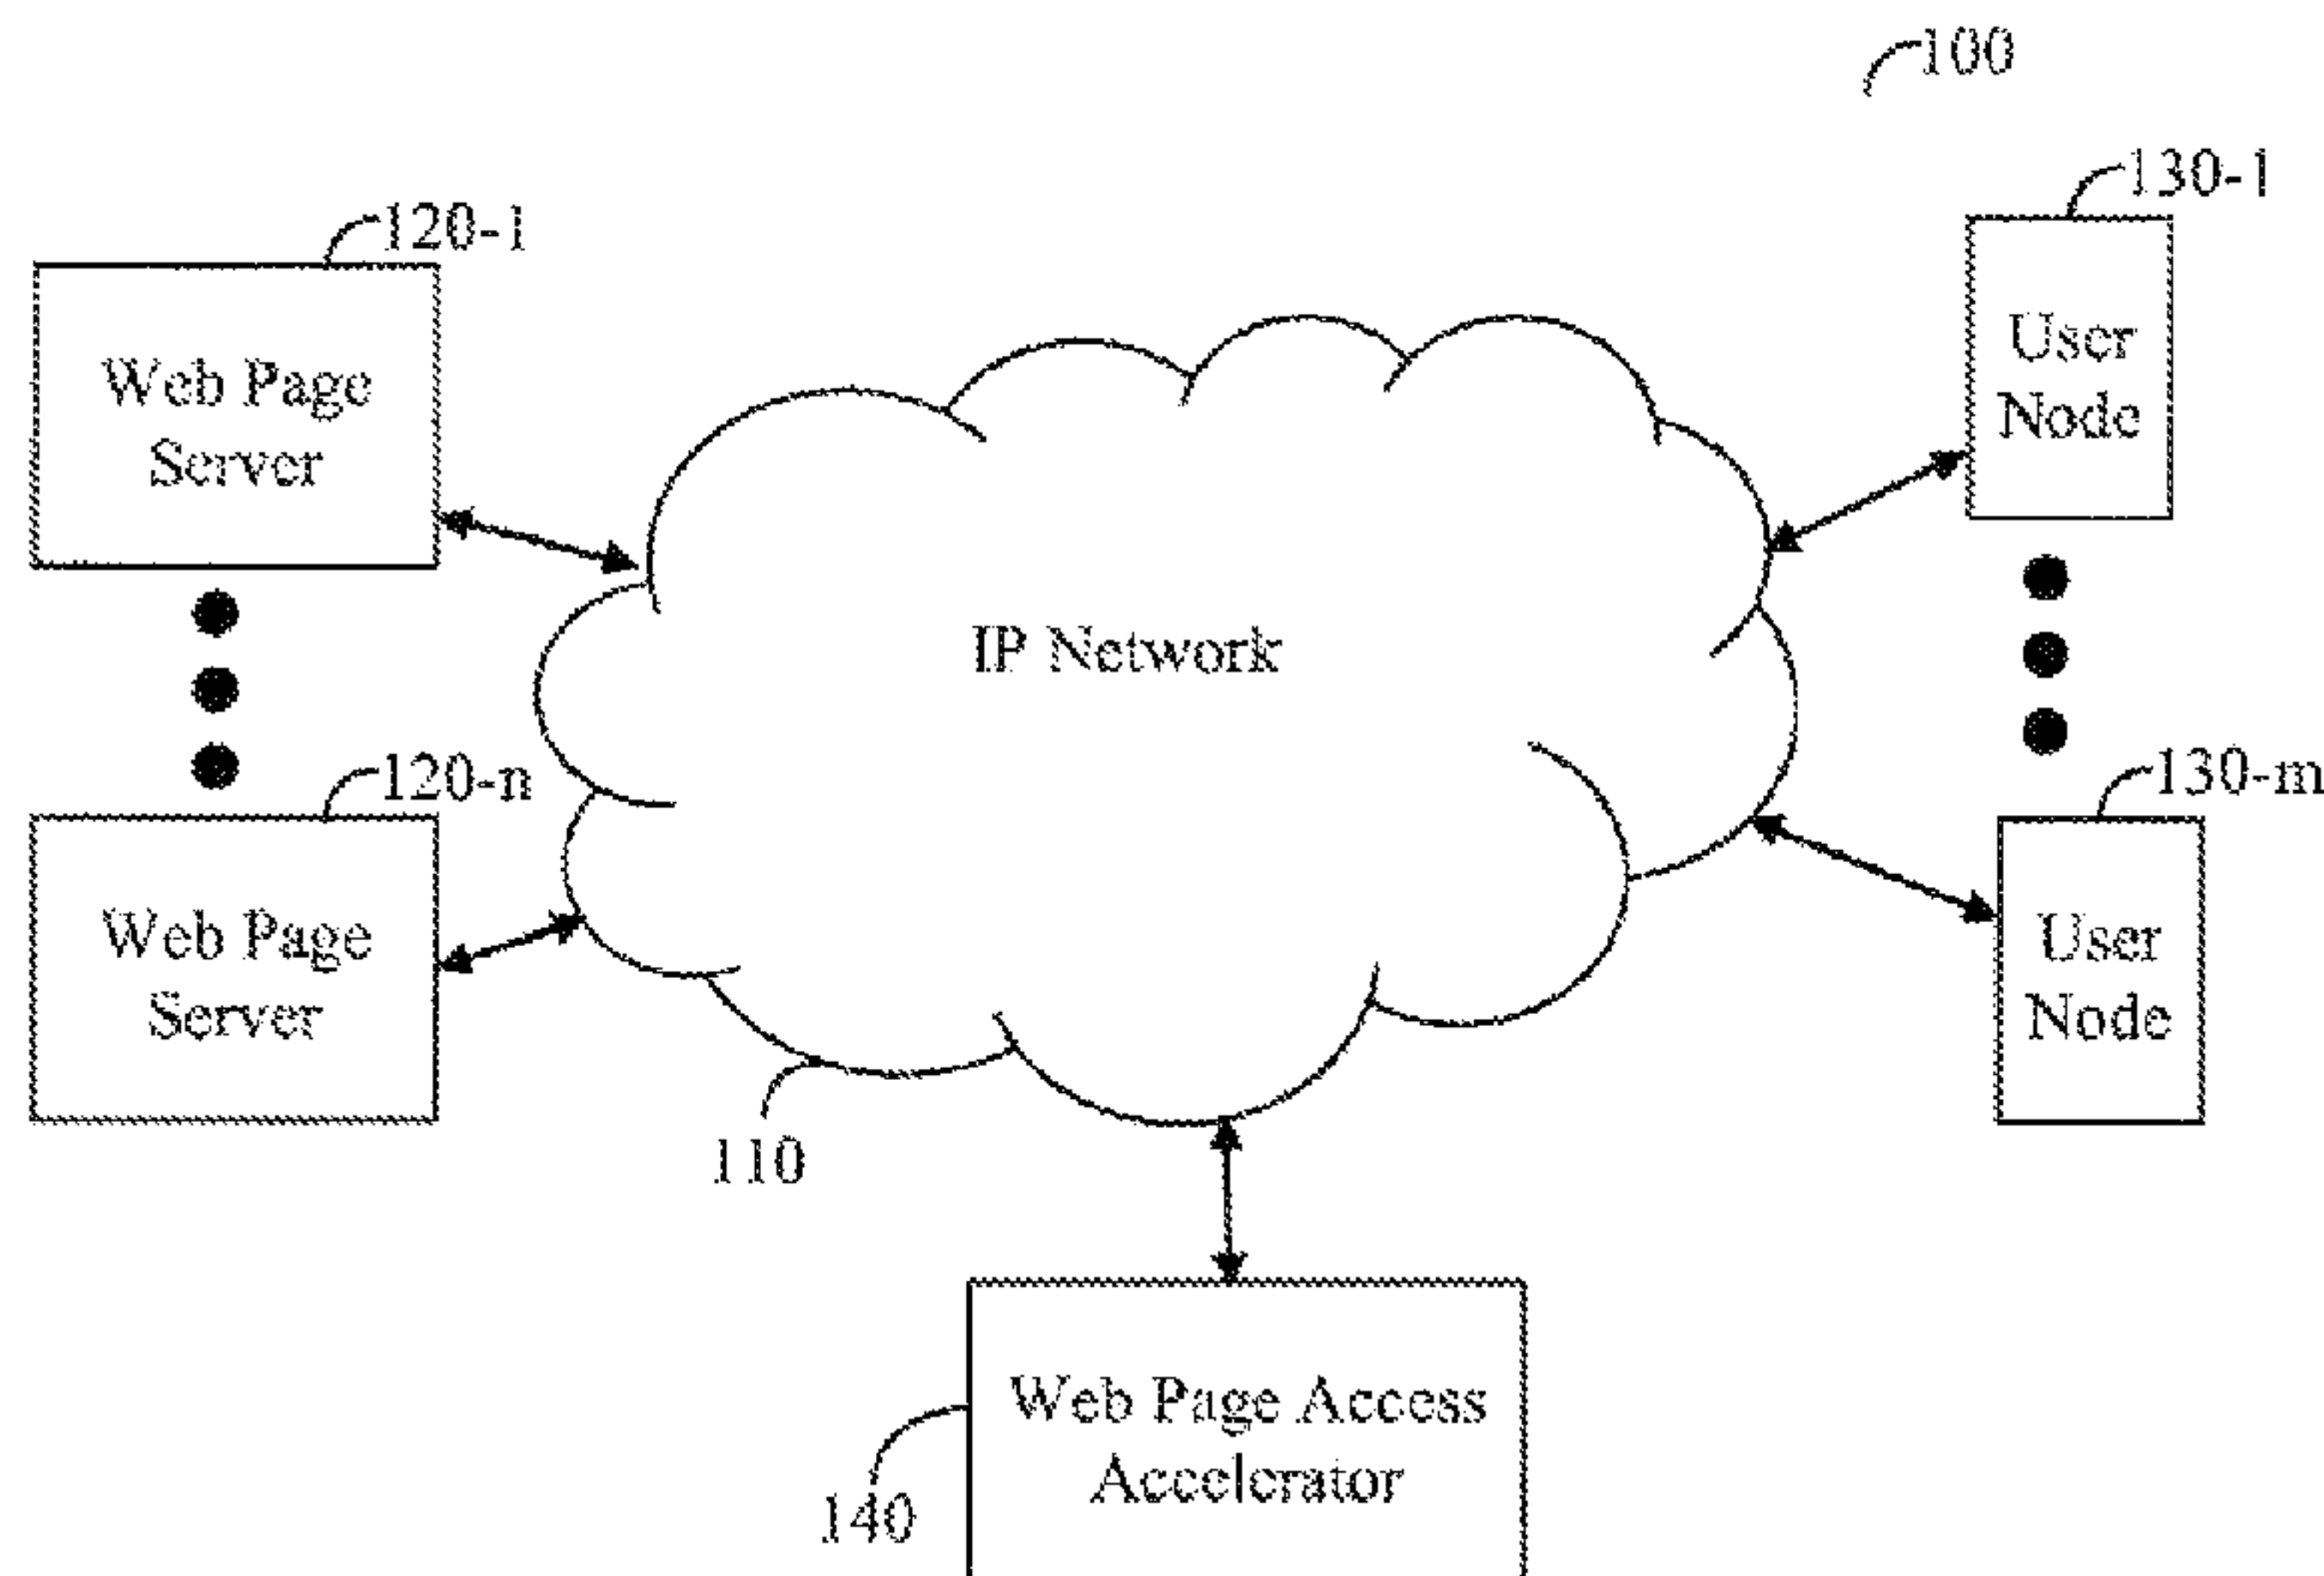 100
130-1
120-1
User
Node
Web Page
Server
IP Network
120-n
130-m
Web Page
Server
User
Node
110
Web Page Access
Accelerator
140